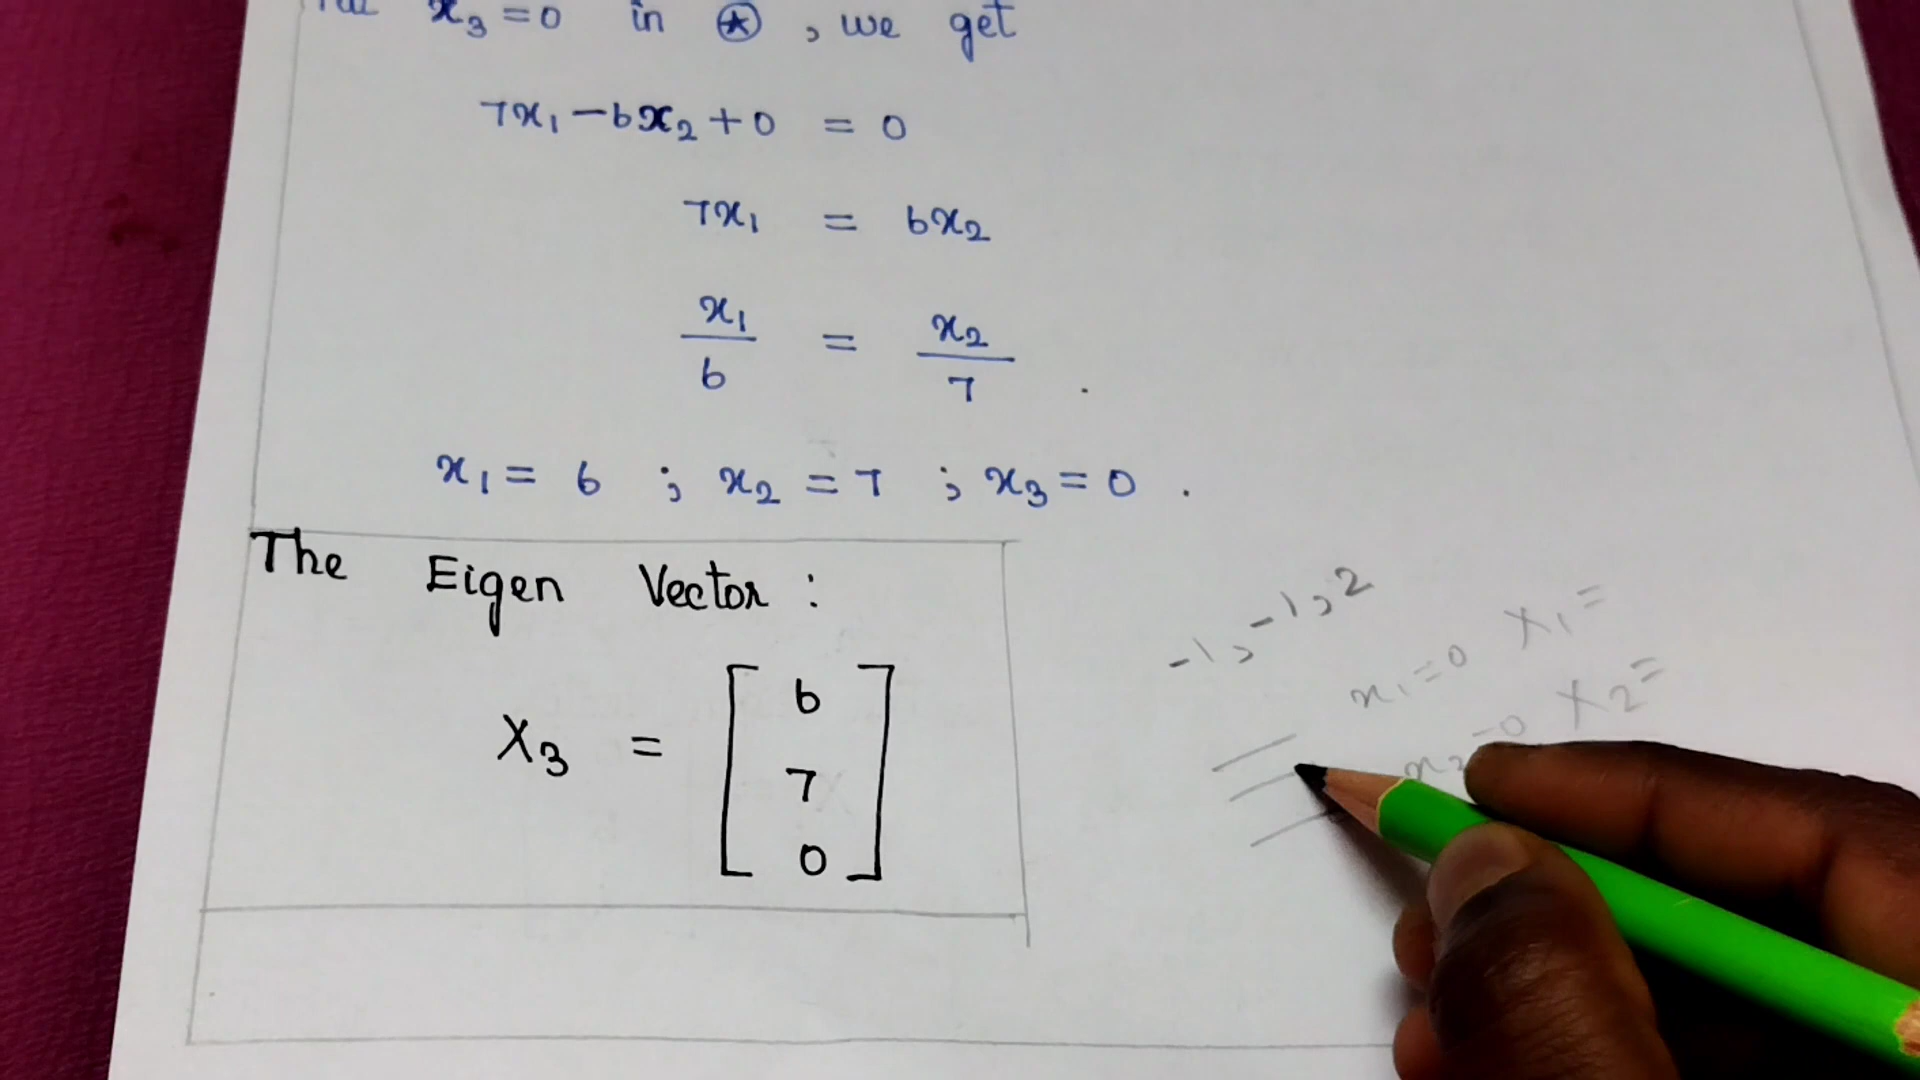 x₃ = 0 in ⍟ , we get
7x₁ − 6x₂ + 0 = 0
7x₁ = 6x₂
x₁/6 = x₂/7 .
x₁ = 6 ; x₂ = 7 ; x₃ = 0 .
The Eigen Vector :
X₃ = [ 6
7
0 ]
-1, -1, 2
x₁ = 0 X₁ =
X₂ =